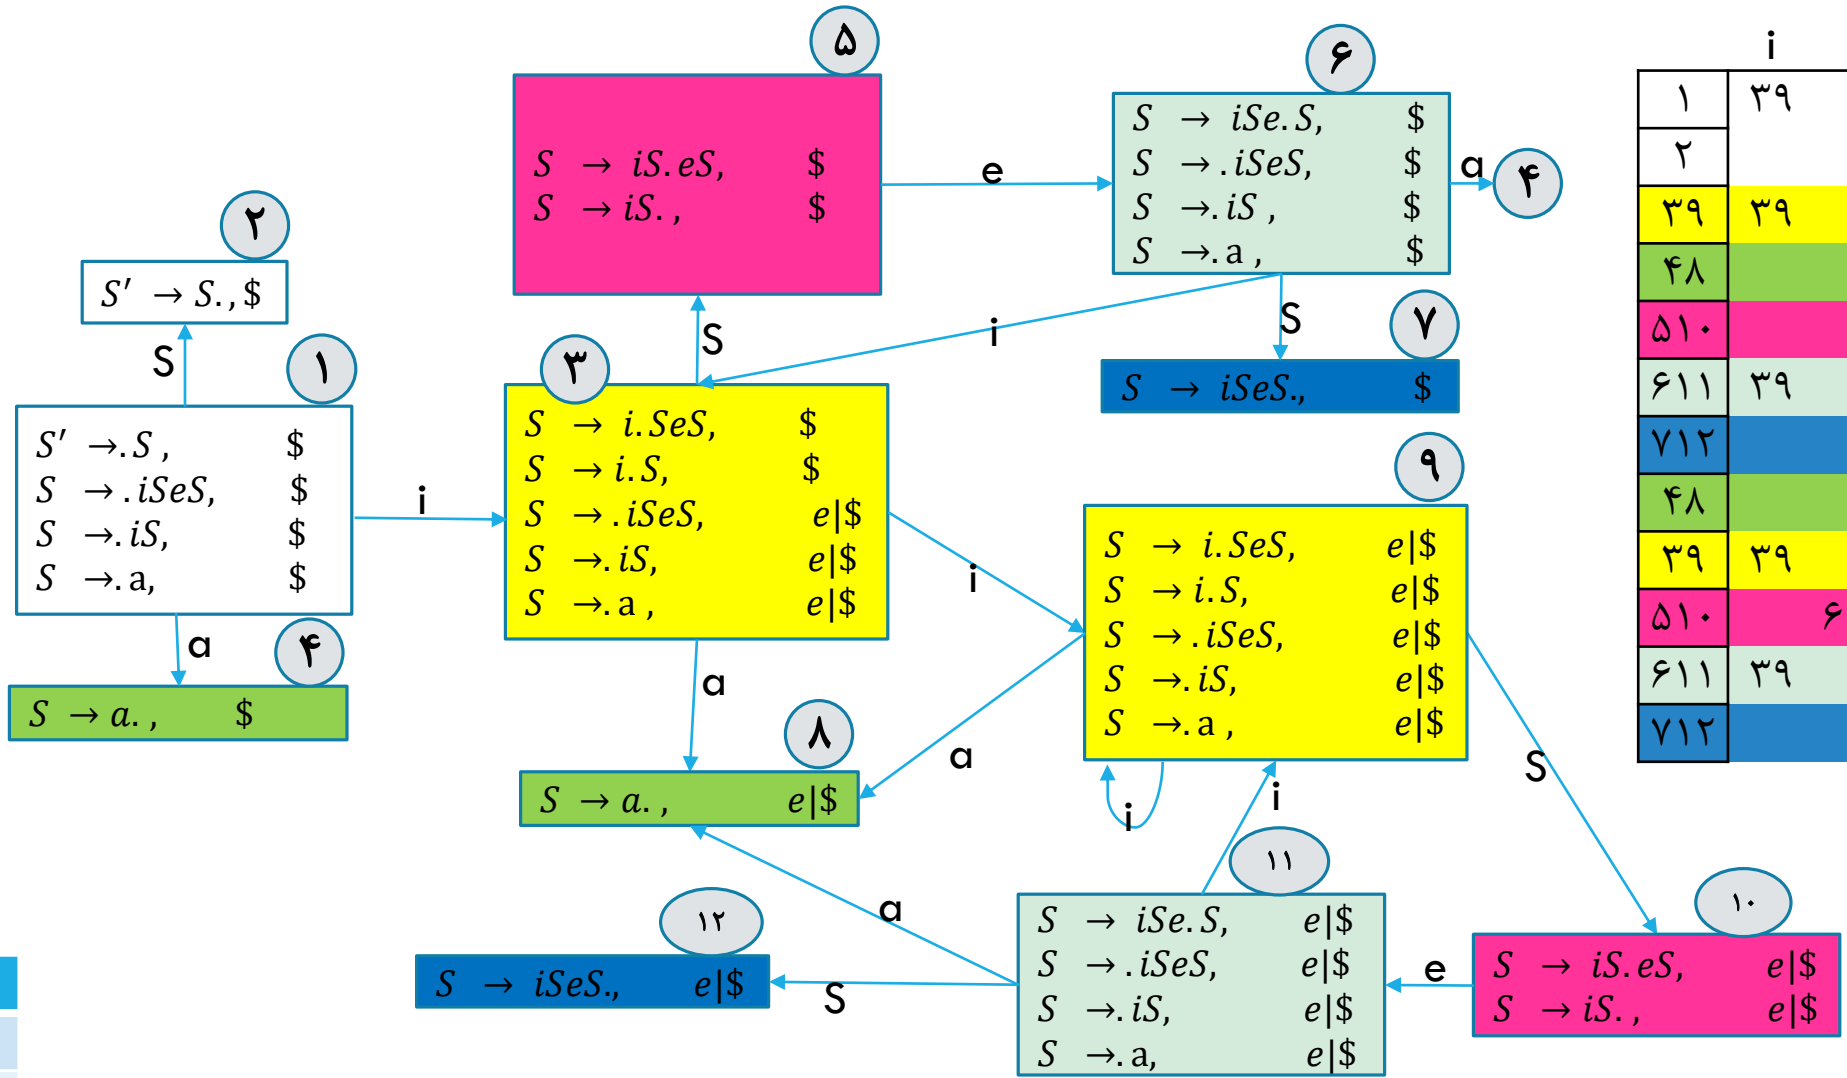 ۲
S′ → S., $
S
۱
S′ →. S , $
S → . iSeS, $
S →. iS, $
S →. a, $
a
۴
S → a. , $
i
۵
S → iS. eS, $
S → iS. , $
e
S
۳
S → i. SeS, $
S → i. S, $
S → . iSeS, e|$
S →. iS, e|$
S →. a , e|$
i
a
۸
S → a. , e|$
۶
S → iSe. S, $
S → . iSeS, $
S →. iS , $
S →. a , $
a
۴
i
S
۷
S → iSeS., $
۹
S → i. SeS, e|$
S → i. S, e|$
S → . iSeS, e|$
S →. iS, e|$
S →. a , e|$
a
i
S
i
۱۱
S → iSe. S, e|$
S → . iSeS, e|$
S →. iS, e|$
S →. a, e|$
a
S
۱۲
S → iSeS., e|$
e
۱۰
S → iS. eS, e|$
S → iS. , e|$
i
۱ ۳۹
۲
۳۹ ۳۹
۴۸
۵۱۰
۶۱۱ ۳۹
۷۱۲
۴۸
۳۹ ۳۹
۵۱۰ ۶
۶۱۱ ۳۹
۷۱۲